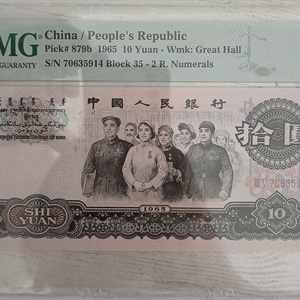 MG
GUARANTY
China / People's Republic
Pick# 879b 1965 10 Yuan - Wmk: Great Hall
S/N 70635914 Block 35 - 2 R. Numerals
中國人民銀行
拾圓
SHI
YUAN
1965
10